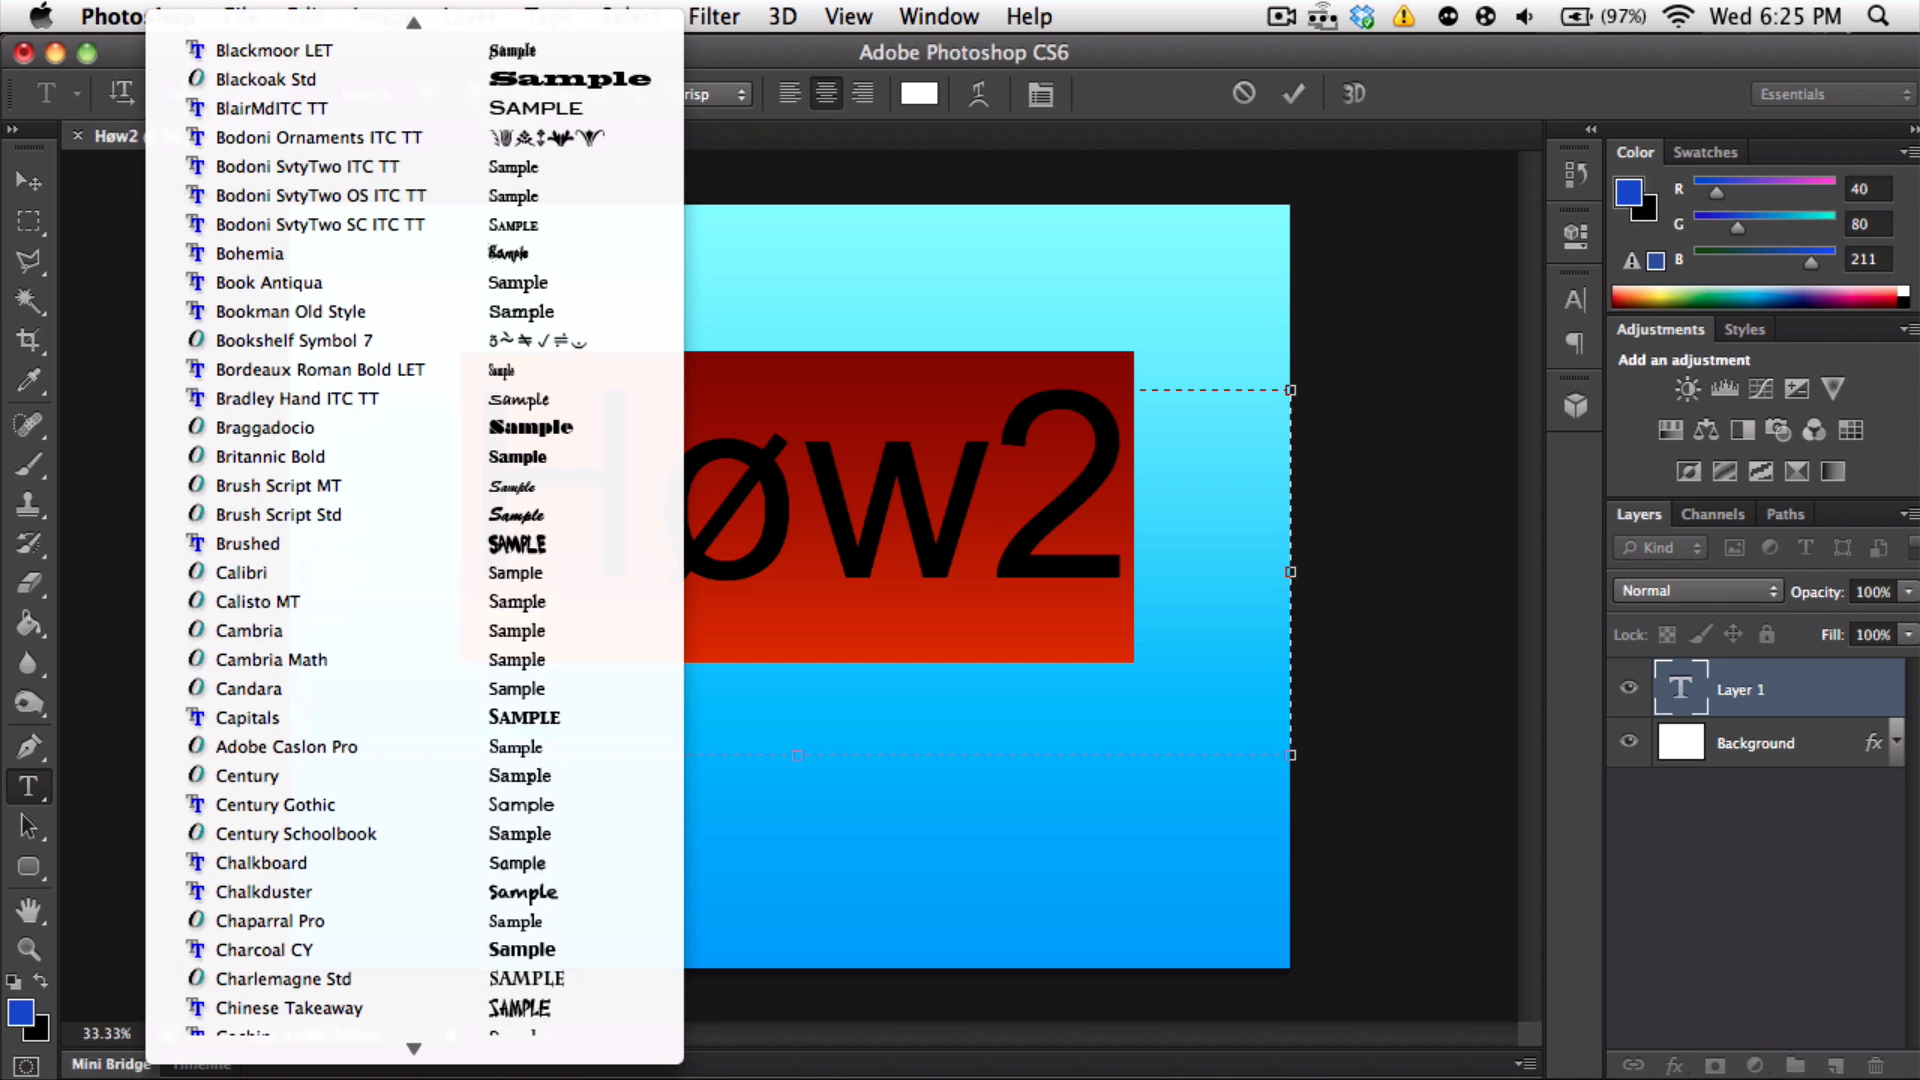 Photos
Filter 3D View Window Help
(97%) Wed 6:25 PM
Adobe Photoshop CS6
3D
Essentials
Høw2
Blackmoor LET Sample
Blackoak Std Sample
BlairMdITC TT SAMPLE
Bodoni Ornaments ITC TT
Bodoni SvtyTwo ITC TT Sample
Bodoni SvtyTwo OS ITC TT Sample
Bodoni SvtyTwo SC ITC TT SAMPLE
Bohemia Sample
Book Antiqua Sample
Bookman Old Style Sample
Bookshelf Symbol 7
Bordeaux Roman Bold LET Sample
Bradley Hand ITC TT Sample
Braggadocio Sample
Britannic Bold Sample
Brush Script MT Sample
Brush Script Std Sample
Brushed SAMPLE
Calibri Sample
Calisto MT Sample
Cambria Sample
Cambria Math Sample
Candara Sample
Capitals SAMPLE
Adobe Caslon Pro Sample
Century Sample
Century Gothic Sample
Century Schoolbook Sample
Chalkboard Sample
Chalkduster Sample
Chaparral Pro Sample
Charcoal CY Sample
Charlemagne Std SAMPLE
Chinese Takeaway SAMPLE
Høw2
33.33%
Mini Bridge Timeline
Color Swatches
R 40
G 80
B 211
Adjustments Styles
Add an adjustment
Layers Channels Paths
Kind
Normal Opacity: 100%
Lock: Fill: 100%
Layer 1
Background fx